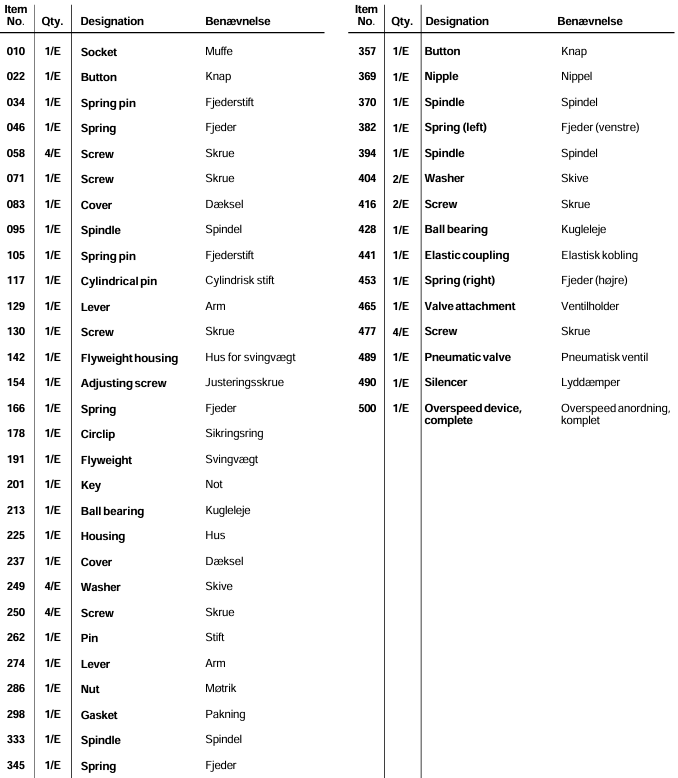 Item
No. Qty. Designation Benævnelse
010 1/E Socket Muffe
022 1/E Button Knap
034 1/E Spring pin Fjederstift
046 1/E Spring Fjeder
058 4/E Screw Skrue
071 1/E Screw Skrue
083 1/E Cover Dæksel
095 1/E Spindle Spindel
105 1/E Spring pin Fjederstift
117 1/E Cylindrical pin Cylindrisk stift
129 1/E Lever Arm
130 1/E Screw Skrue
142 1/E Flyweight housing Hus for svingvægt
154 1/E Adjusting screw Justeringsskrue
166 1/E Spring Fjeder
178 1/E Circlip Sikringsring
191 1/E Flyweight Svingvægt
201 1/E Key Not
213 1/E Ball bearing Kugleleje
225 1/E Housing Hus
237 1/E Cover Dæksel
249 4/E Washer Skive
250 4/E Screw Skrue
262 1/E Pin Stift
274 1/E Lever Arm
286 1/E Nut Møtrik
298 1/E Gasket Pakning
333 1/E Spindle Spindel
345 1/E Spring Fjeder
Item
No. Qty. Designation Benævnelse
357 1/E Button Knap
369 1/E Nipple Nippel
370 1/E Spindle Spindel
382 1/E Spring (left) Fjeder (venstre)
394 1/E Spindle Spindel
404 2/E Washer Skive
416 2/E Screw Skrue
428 1/E Ball bearing Kugleleje
441 1/E Elastic coupling Elastisk kobling
453 1/E Spring (right) Fjeder (højre)
465 1/E Valve attachment Ventilholder
477 4/E Screw Skrue
489 1/E Pneumatic valve Pneumatisk ventil
490 1/E Silencer Lyddæmper
500 1/E Overspeed device, Overspeed anordning,
complete komplet